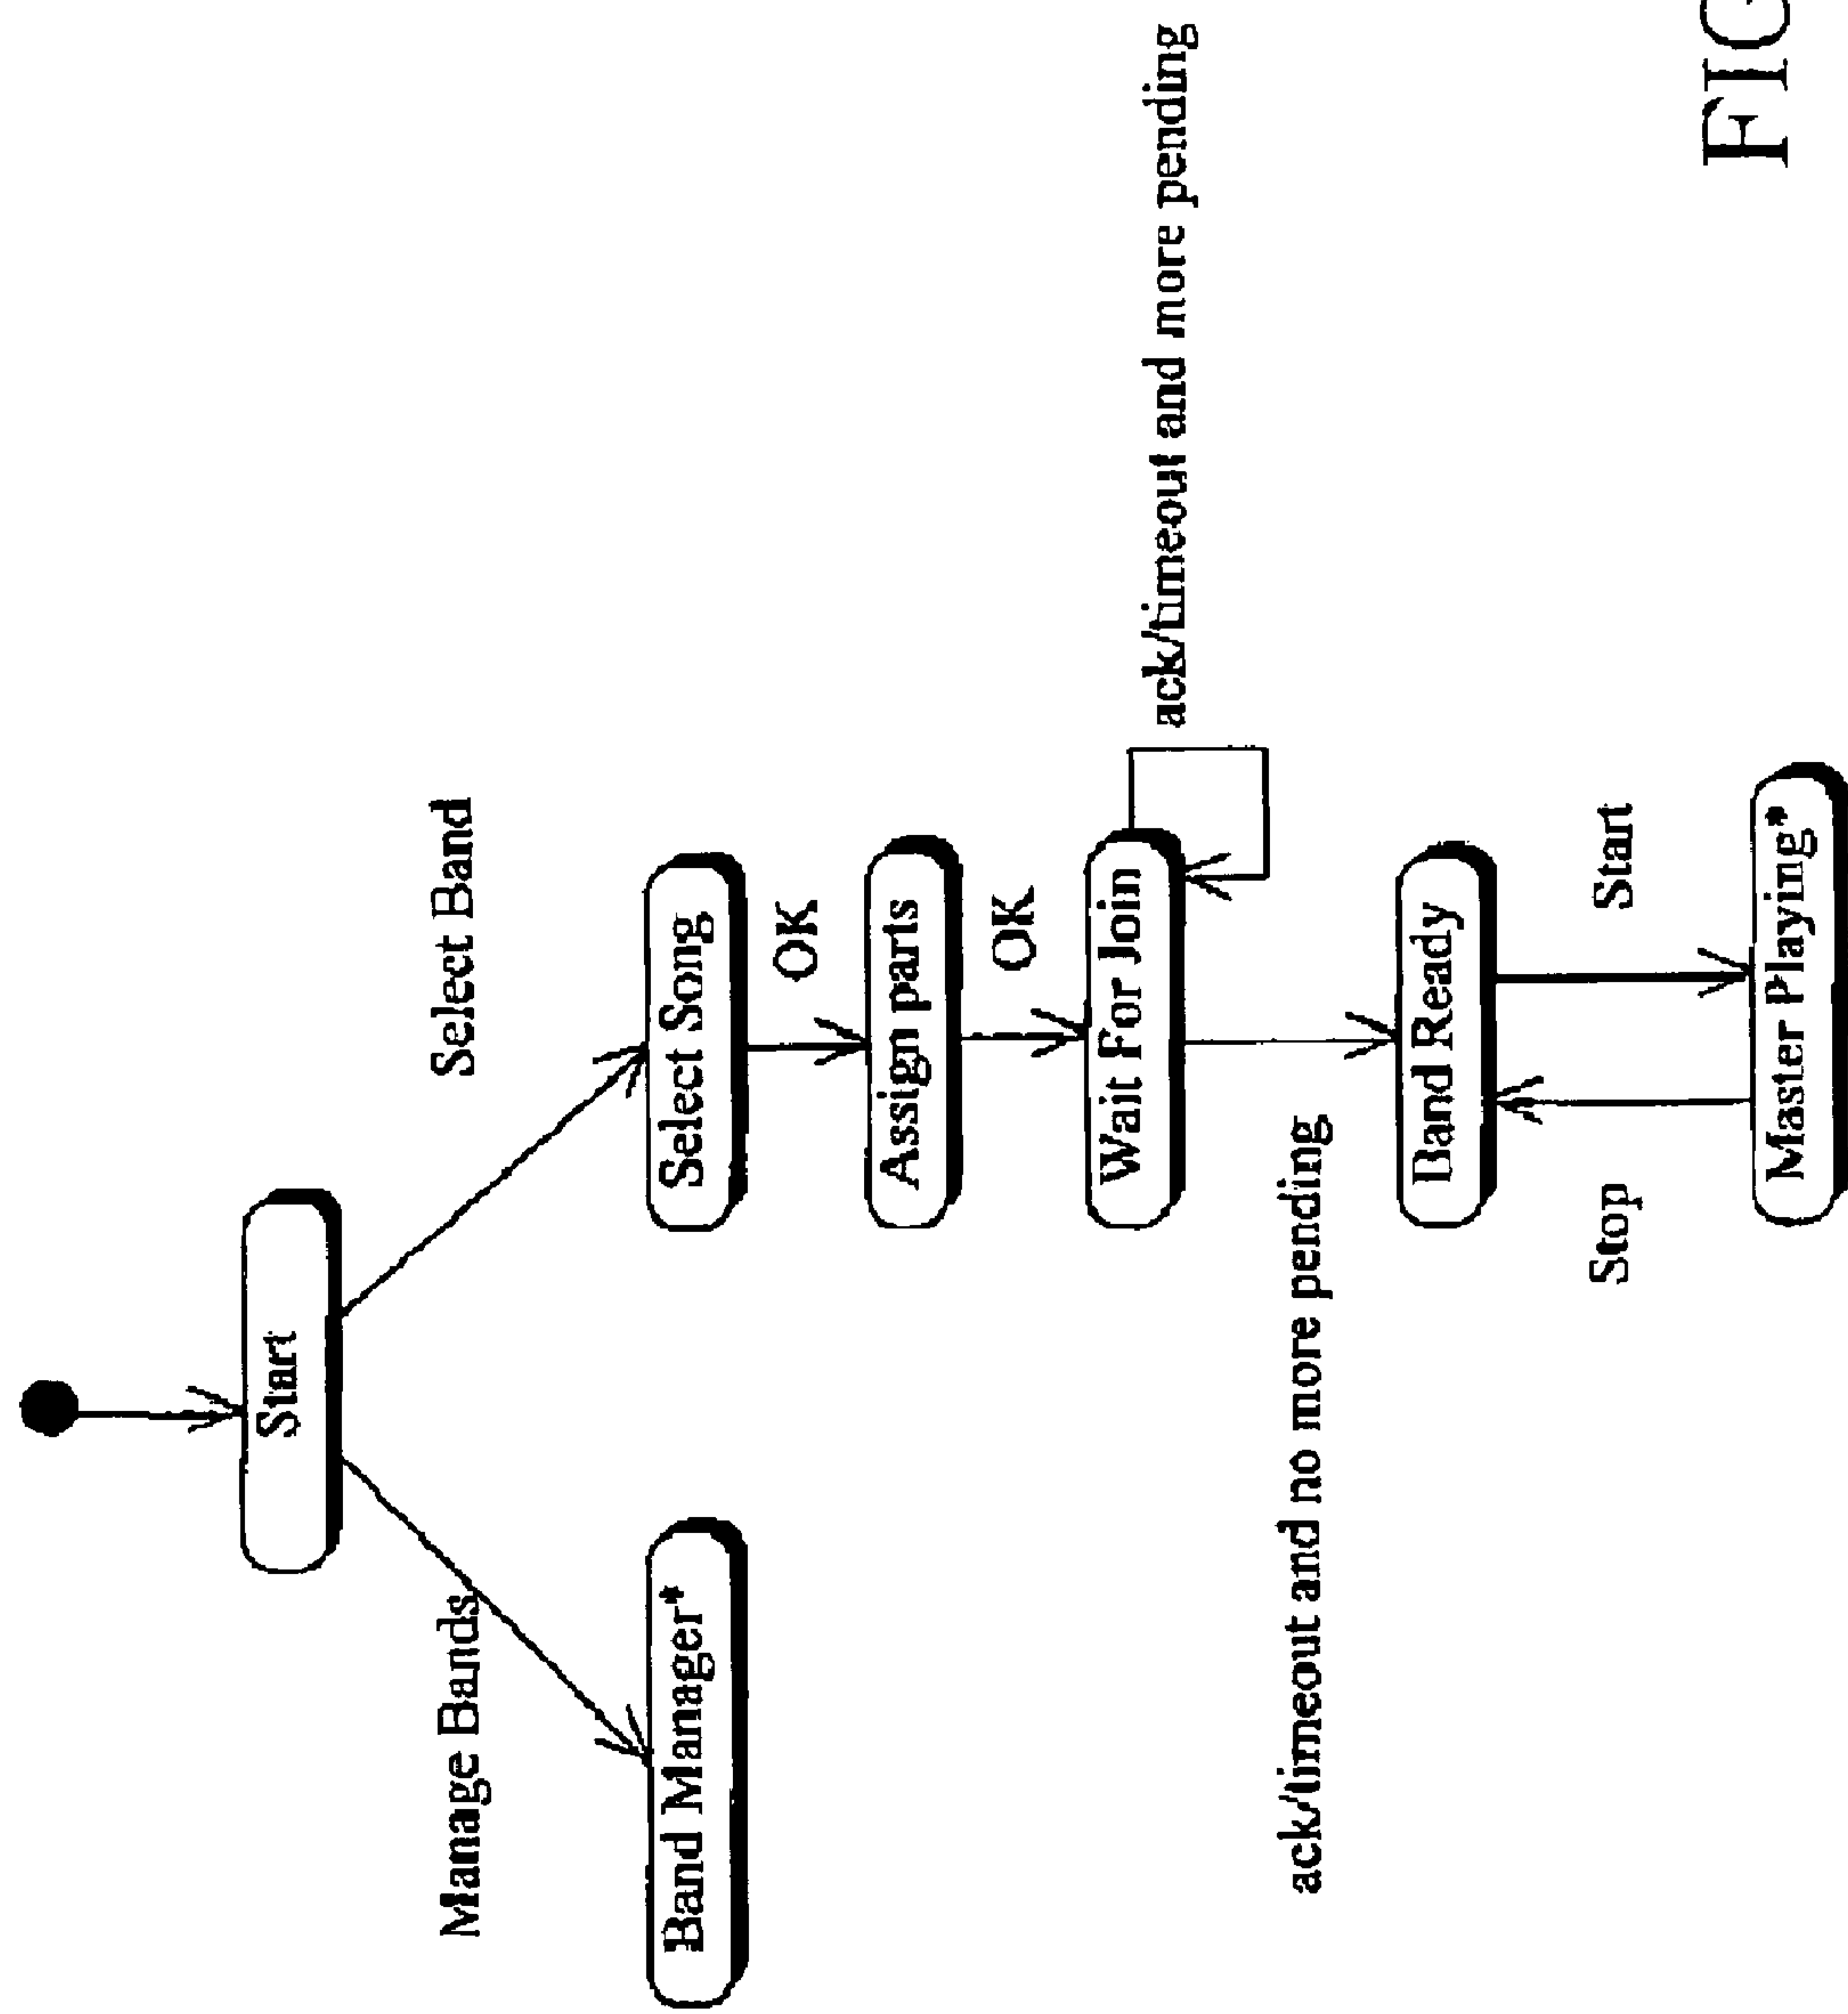 Start
Manage Bands
Select Band
Band Manager*
Select Song
OK
Assign parts
OK
Wait For Join
ack/timeout and more pending
ack/timeout and no more pending
Band Ready
Stop
Start
Master Playing*
FIG